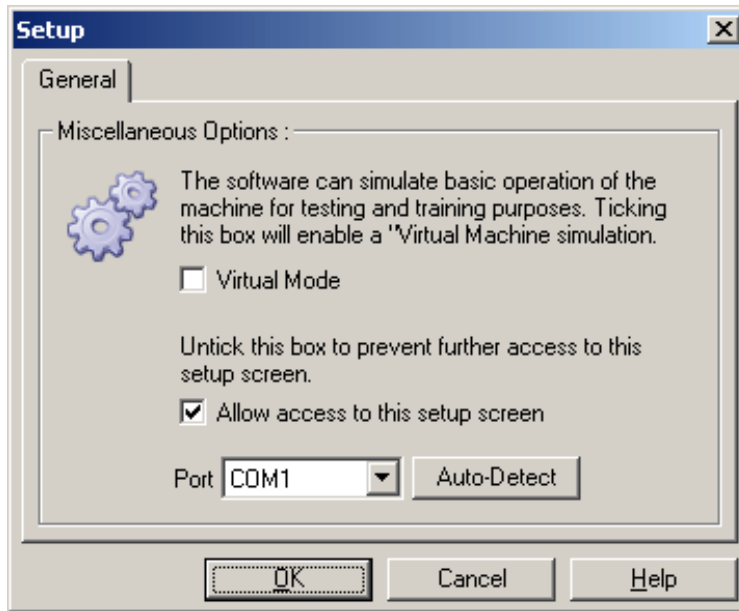 Setup
General
Miscellaneous Options :
The software can simulate basic operation of the
machine for testing and training purposes. Ticking
this box will enable a "Virtual Machine simulation.
Virtual Mode
Untick this box to prevent further access to this
setup screen.
Allow access to this setup screen
Port COM1 Auto-Detect
OK Cancel Help